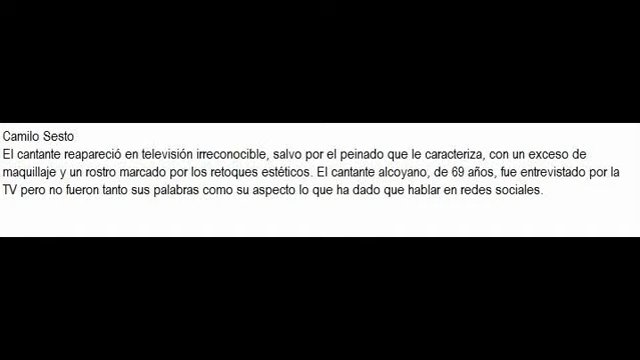 Camilo Sesto
El cantante reapareció en televisión irreconocible, salvo por el peinado que le caracteriza, con un exceso de
maquillaje y un rostro marcado por los retoques estéticos. El cantante alcoyano, de 69 años, fue entrevistado por la
TV pero no fueron tanto sus palabras como su aspecto lo que ha dado que hablar en redes sociales.